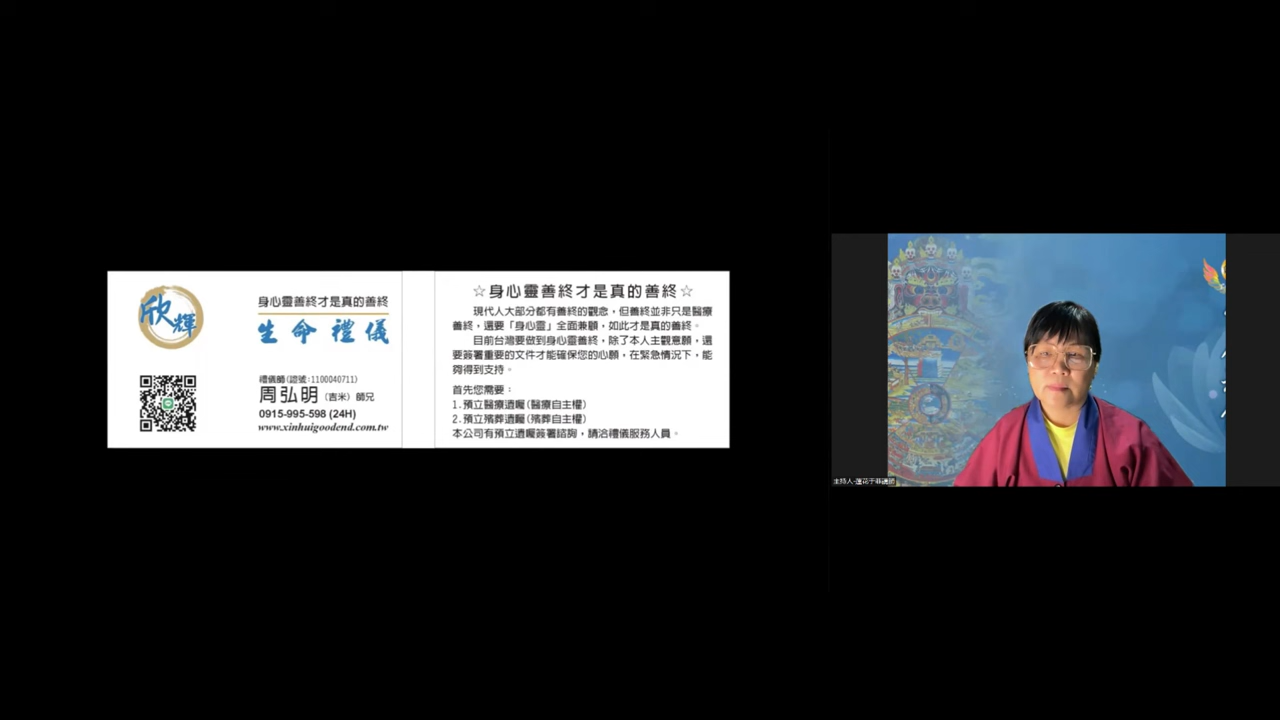 欣輝
身心靈善終才是真的善終
生命禮儀
禮儀師(證號:1100040711)
周弘明 (吉米) 師兄
0915-995-598 (24H)
www.xinhuigoodend.com.tw
☆身心靈善終才是真的善終☆
現代人大部分都有善終的觀念，但善終並非只是醫療
善終，還要「身心靈」全面兼顧，如此才是真的善終。
目前台灣要做到身心靈善終，除了本人主觀意願，還
要簽署重要的文件才能確保您的心願，在緊急情況下，能
夠得到支持。
首先您需要：
1.預立醫療遺囑(醫療自主權)
2.預立殯葬遺囑(殯葬自主權)
本公司有預立遺囑簽署諮詢，請洽禮儀服務人員。